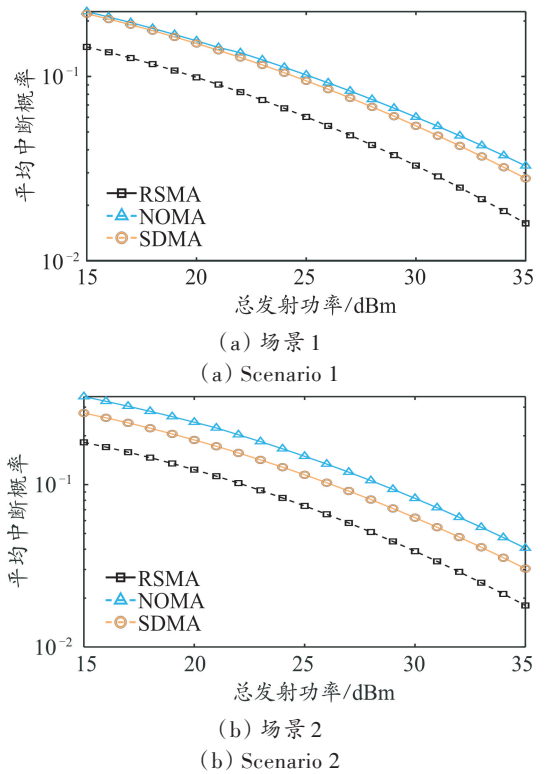 平均中断概率
10⁻¹
10⁻²
RSMA
NOMA
SDMA
15 20 25 30 35
总发射功率/dBm
(a) 场景1
(a) Scenario 1
平均中断概率
10⁻¹
10⁻²
RSMA
NOMA
SDMA
15 20 25 30 35
总发射功率/dBm
(b) 场景2
(b) Scenario 2